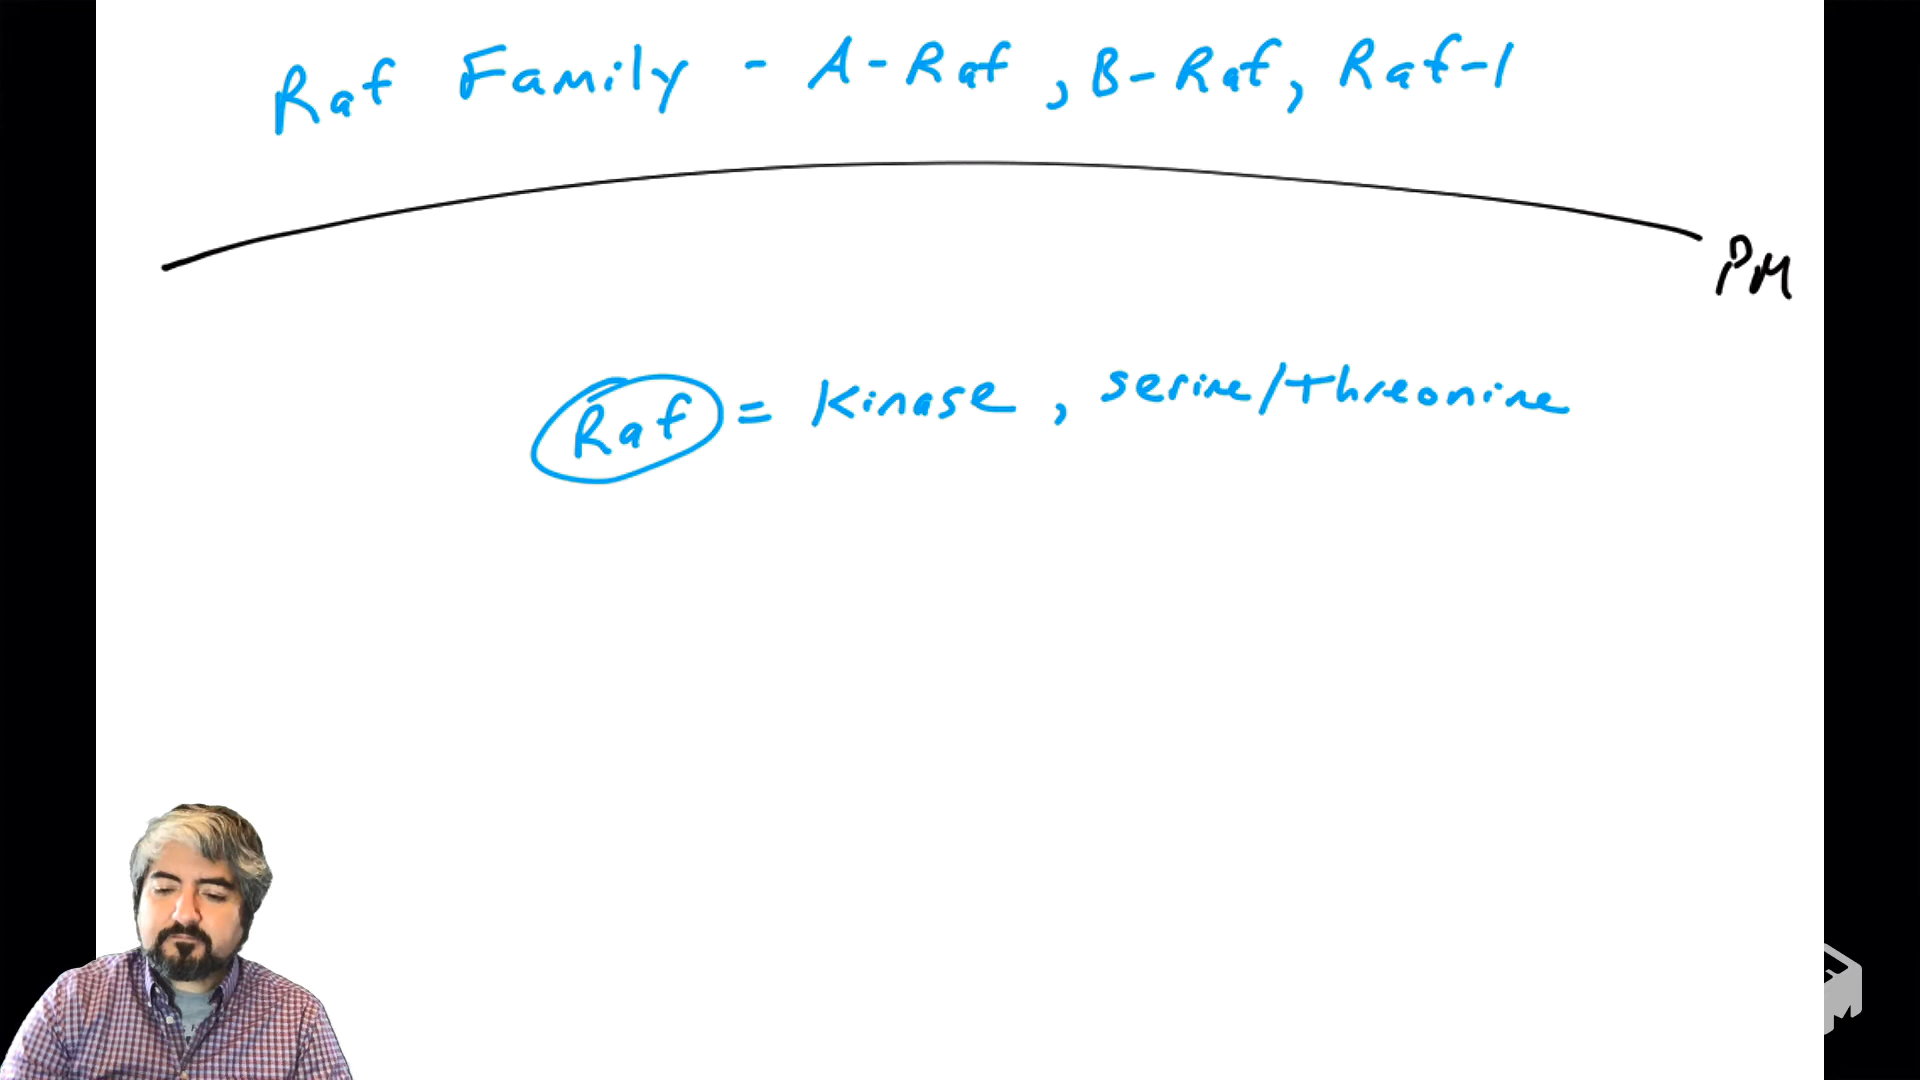 Raf Family - A-Raf, B-Raf, Raf-1
PM
Raf = Kinase, serine/threonine